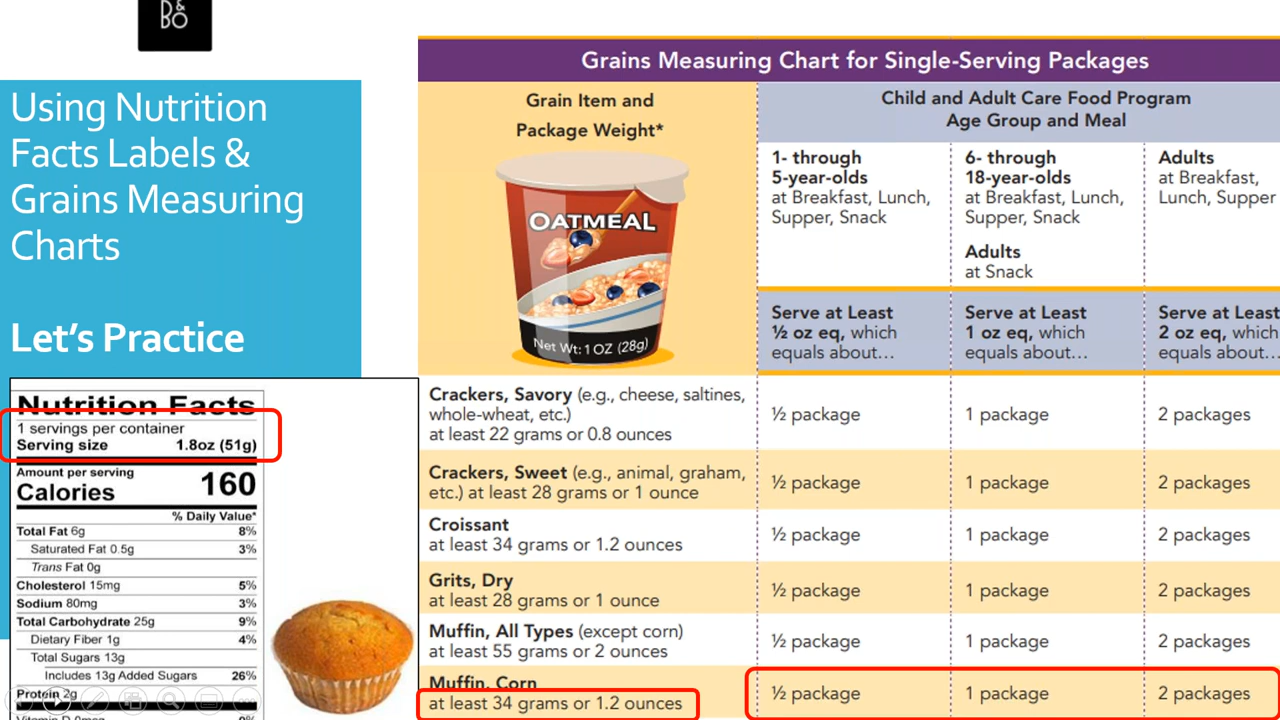 B&
BO
Using Nutrition
Facts Labels &
Grains Measuring
Charts
Let's Practice
Nutrition Facts
1 servings per container
Serving size 1.8oz (51g)
Amount per serving
Calories 160
% Daily Value*
Total Fat 6g 8%
Saturated Fat 0.5g 3%
Trans Fat 0g
Cholesterol 15mg 5%
Sodium 80mg 3%
Total Carbohydrate 25g 9%
Dietary Fiber 1g 4%
Total Sugars 13g
Includes 13g Added Sugars 26%
Protein 2g
Vitamin D 0mcg 0%
Grains Measuring Chart for Single-Serving Packages
Grain Item and
Package Weight*
OATMEAL
Net Wt: 1 OZ (28g)
Child and Adult Care Food Program
Age Group and Meal
1- through
5-year-olds
at Breakfast, Lunch,
Supper, Snack
6- through
18-year-olds
at Breakfast, Lunch,
Supper, Snack
Adults
at Snack
Adults
at Breakfast,
Lunch, Supper
Serve at Least
½ oz eq, which
equals about…
Serve at Least
1 oz eq, which
equals about…
Serve at Least
2 oz eq, which
equals about…
Crackers, Savory (e.g., cheese, saltines,
whole-wheat, etc.)
at least 22 grams or 0.8 ounces
½ package 1 package 2 packages
Crackers, Sweet (e.g., animal, graham,
etc.) at least 28 grams or 1 ounce
½ package 1 package 2 packages
Croissant
at least 34 grams or 1.2 ounces
½ package 1 package 2 packages
Grits, Dry
at least 28 grams or 1 ounce
½ package 1 package 2 packages
Muffin, All Types (except corn)
at least 55 grams or 2 ounces
½ package 1 package 2 packages
Muffin, Corn
at least 34 grams or 1.2 ounces
½ package 1 package 2 packages